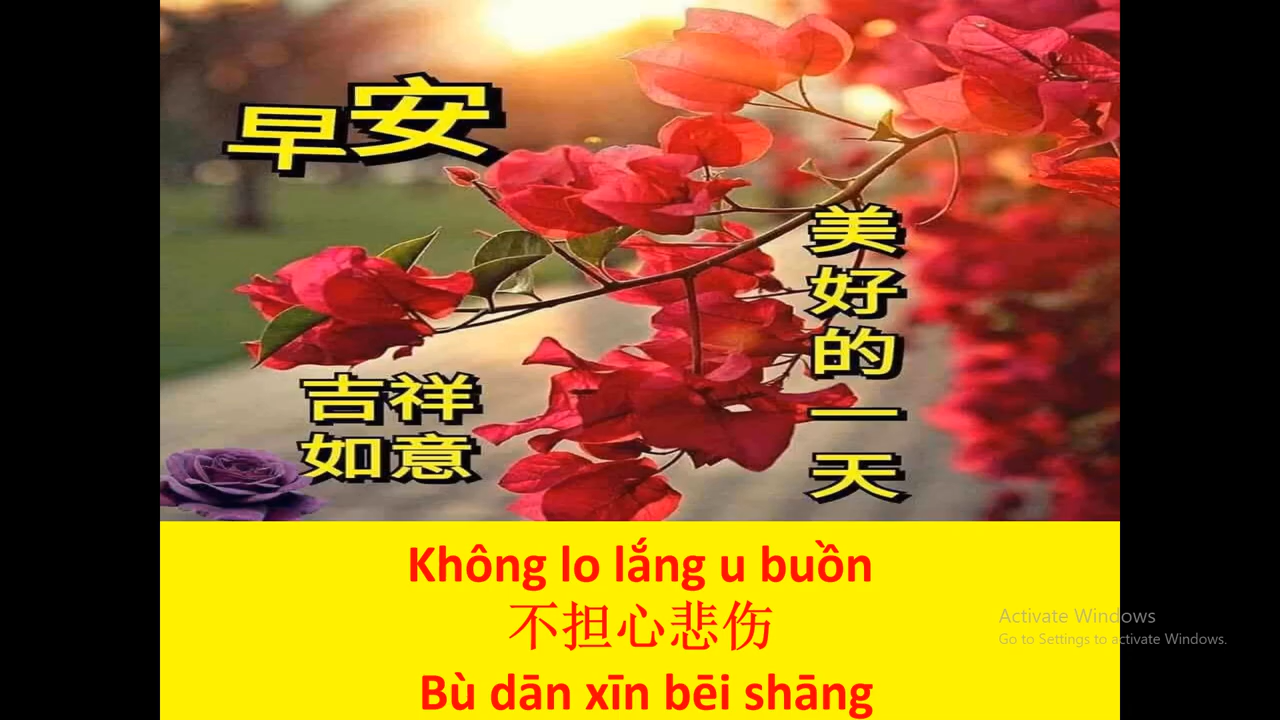 早安
美好的一天
吉祥
如意
Không lo lắng u buồn
不担心悲伤
Bù dān xīn bēi shāng
Activate Windows
Go to Settings to activate Windows.